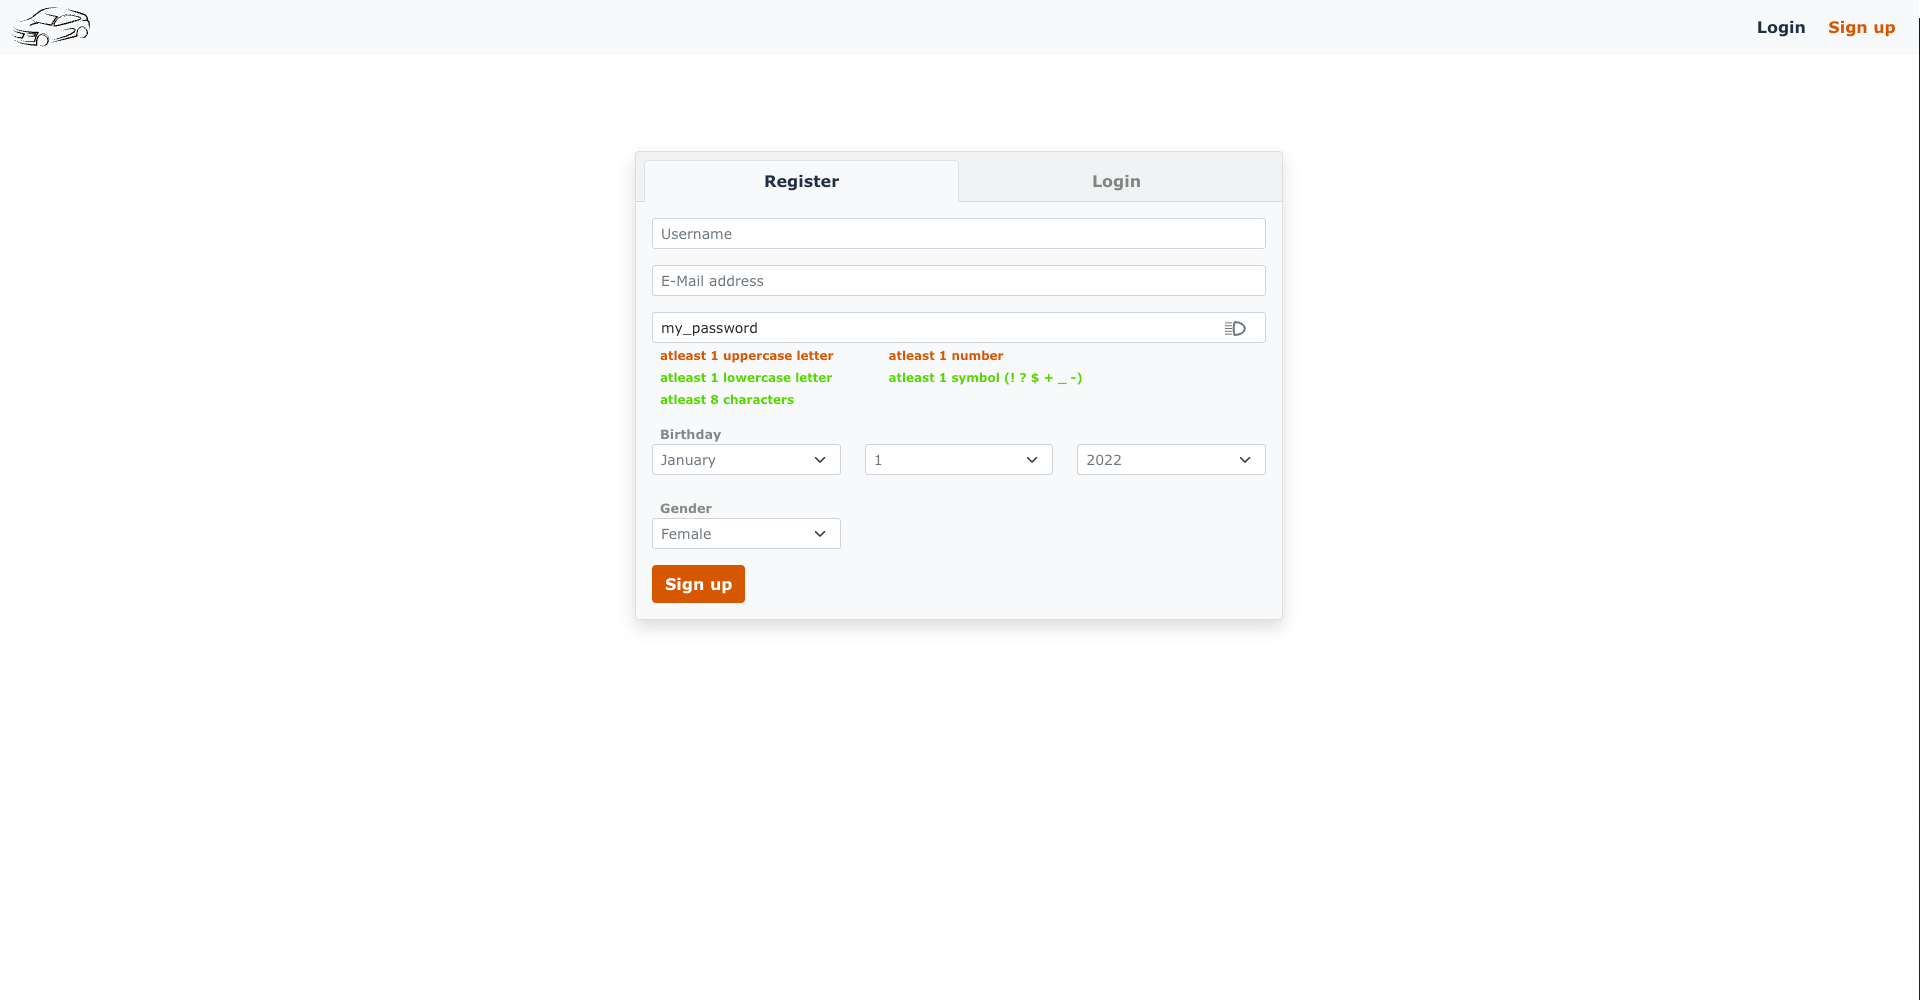 Login Sign up
Register Login
Username
E-Mail address
my_password
atleast 1 uppercase letter atleast 1 number
atleast 1 lowercase letter atleast 1 symbol (! ? $ + _ -)
atleast 8 characters
Birthday
January 1 2022
Gender
Female
Sign up